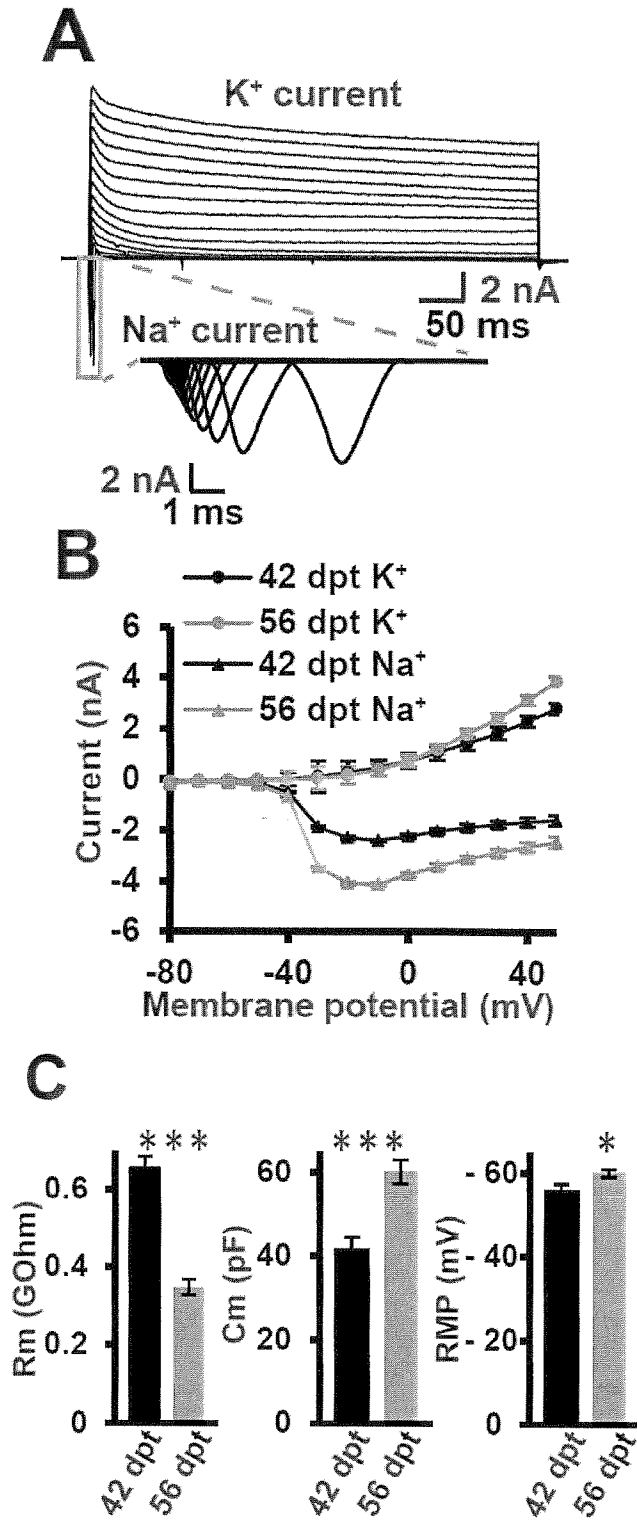 A
K⁺ current
2 nA
50 ms
Na⁺ current
2 nA
1 ms
B
42 dpt K⁺
56 dpt K⁺
42 dpt Na⁺
56 dpt Na⁺
6
4
2
0
-2
-4
-6
Current (nA)
-80
-40
0
40
Membrane potential (mV)
C
* * *
0.6
0.4
0.2
0
Rm (GOhm)
42 dpt
56 dpt
* * *
60
40
20
0
Cm (pF)
42 dpt
56 dpt
*
- 60
- 40
- 20
0
RMP (mV)
42 dpt
56 dpt